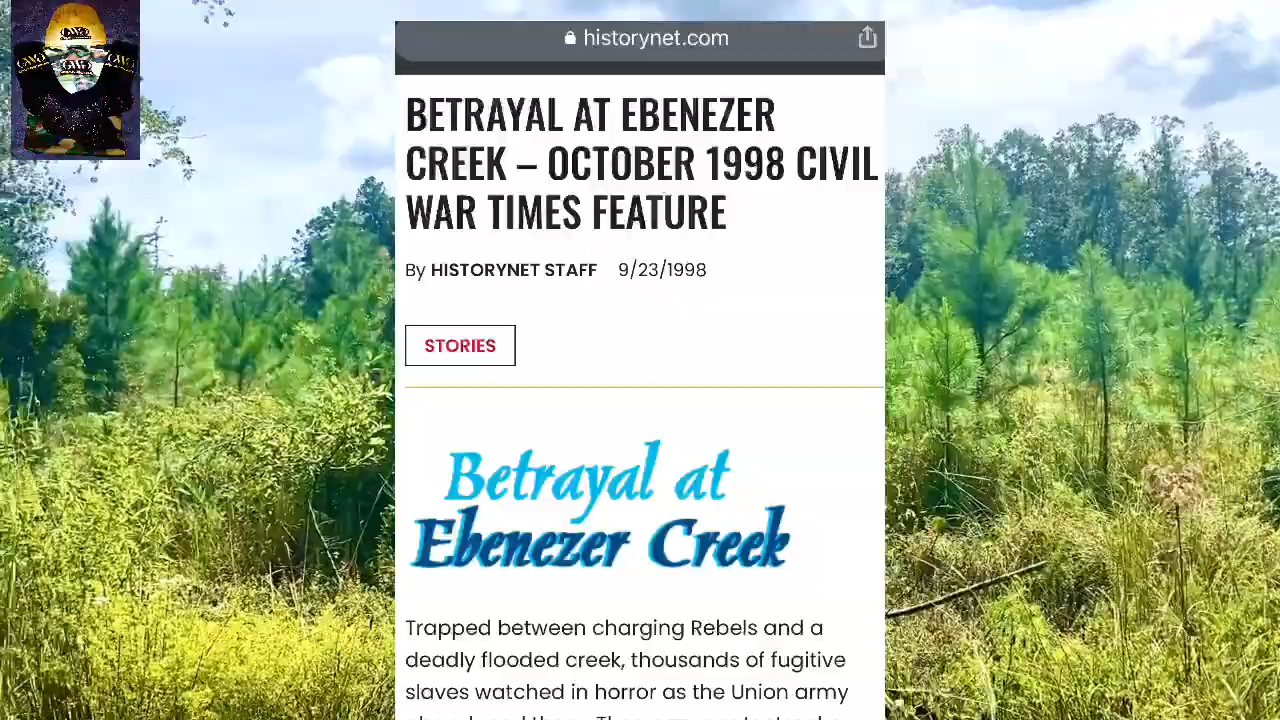 historynet.com
BETRAYAL AT EBENEZER
CREEK – OCTOBER 1998 CIVIL
WAR TIMES FEATURE
By HISTORYNET STAFF 9/23/1998
STORIES
Betrayal at
Ebenezer Creek
Trapped between charging Rebels and a
deadly flooded creek, thousands of fugitive
slaves watched in horror as the Union army